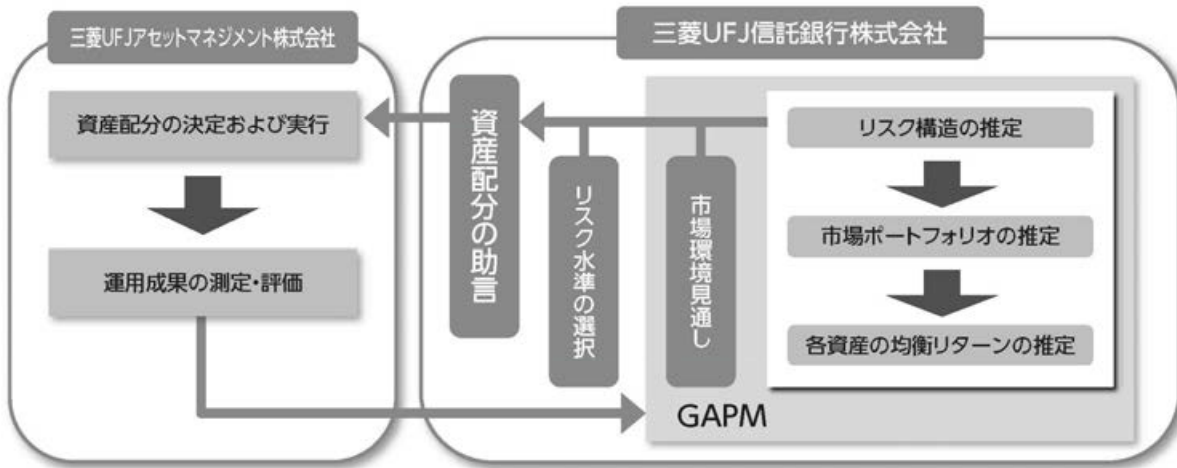 三菱UFJアセットマネジメント株式会社
資産配分の決定および実行
運用成果の測定・評価
三菱UFJ信託銀行株式会社
資産配分の助言
リスク水準の選択
市場環境見通し
リスク構造の推定
市場ポートフォリオの推定
各資産の均衡リターンの推定
GAPM